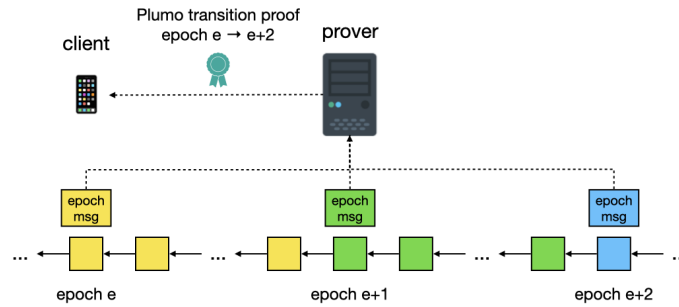 Plumo transition proof
epoch e → e+2
client
prover
epoch
msg
epoch
msg
epoch
msg
...
...
...
...
epoch e
epoch e+1
epoch e+2